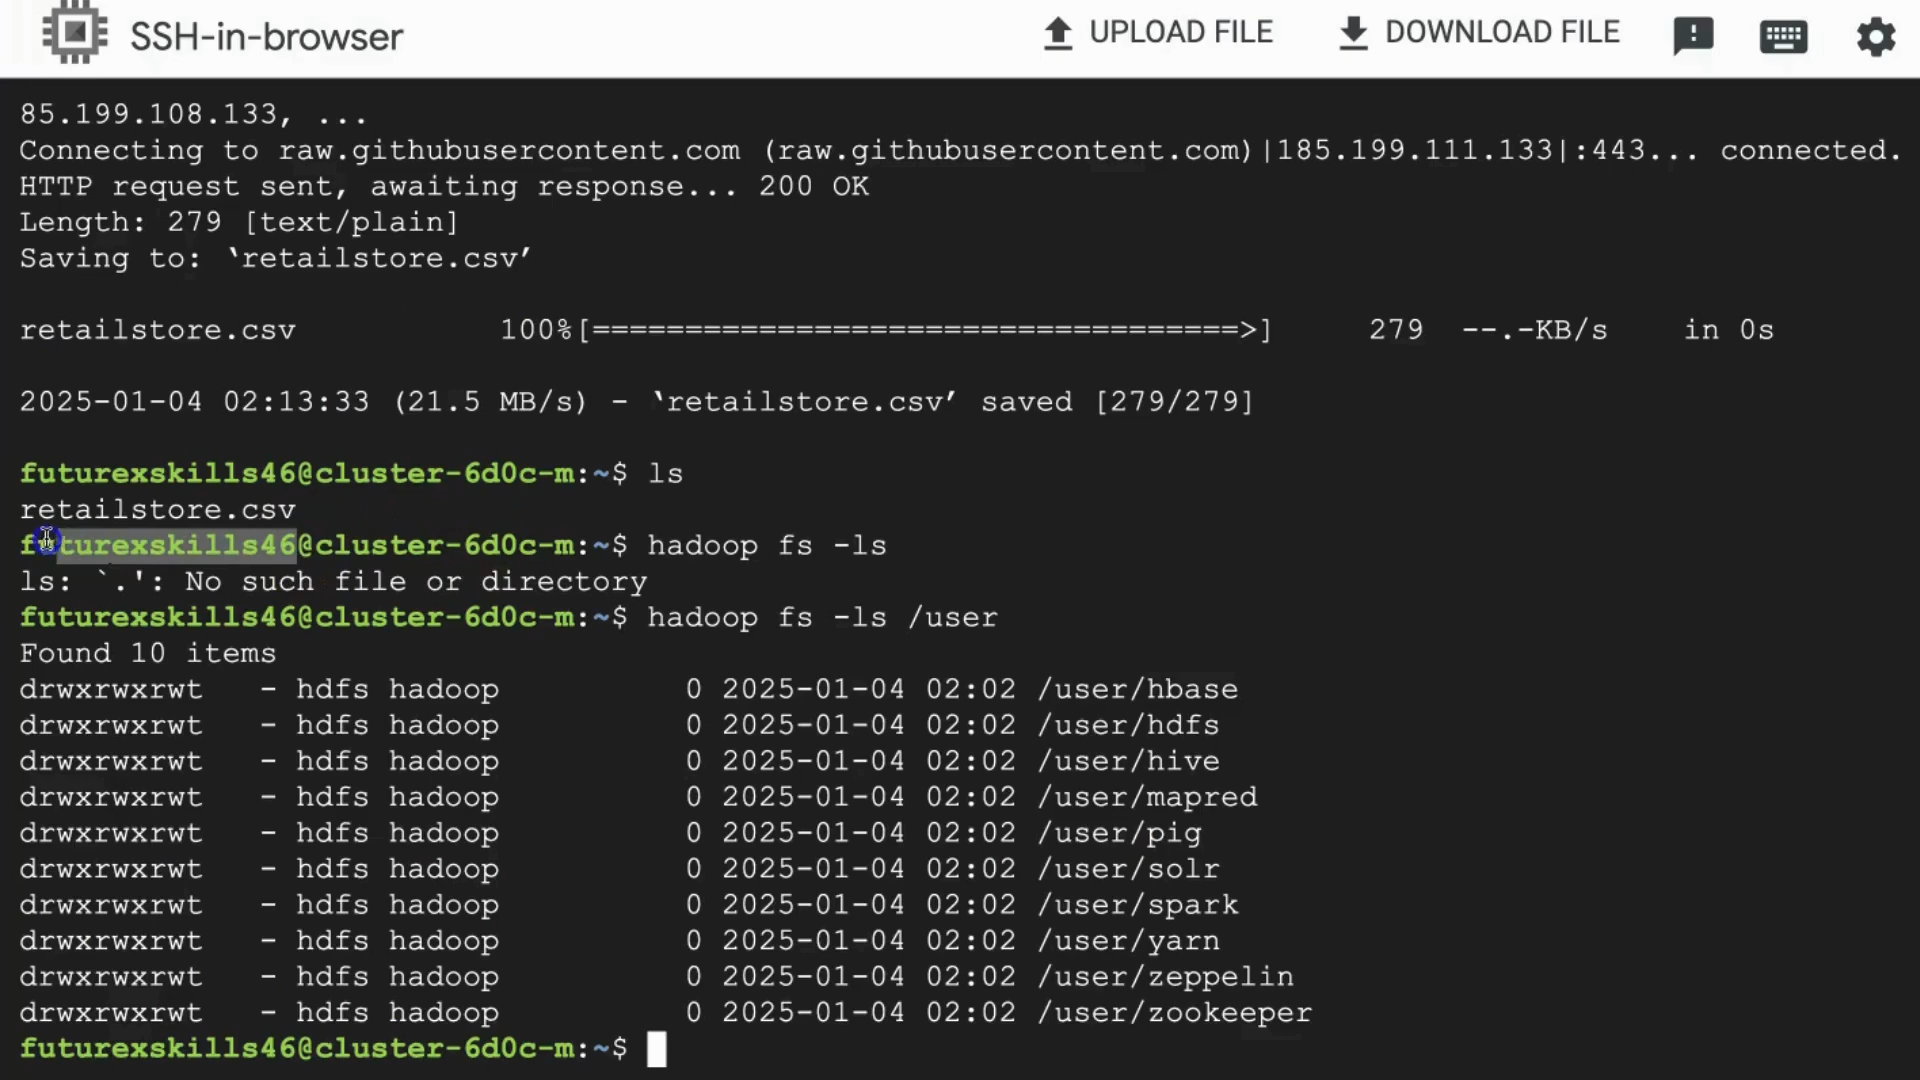 SSH-in-browser
UPLOAD FILE
DOWNLOAD FILE
85.199.108.133, ...
Connecting to raw.githubusercontent.com (raw.githubusercontent.com)|185.199.111.133|:443... connected.
HTTP request sent, awaiting response... 200 OK
Length: 279 [text/plain]
Saving to: ‘retailstore.csv’
retailstore.csv 100%[===================================>] 279 --.-KB/s in 0s
2025-01-04 02:13:33 (21.5 MB/s) - ‘retailstore.csv’ saved [279/279]
futurexskills46@cluster-6d0c-m:~$ ls
retailstore.csv
futurexskills46@cluster-6d0c-m:~$ hadoop fs -ls
ls: `.': No such file or directory
futurexskills46@cluster-6d0c-m:~$ hadoop fs -ls /user
Found 10 items
drwxrwxrwt - hdfs hadoop 0 2025-01-04 02:02 /user/hbase
drwxrwxrwt - hdfs hadoop 0 2025-01-04 02:02 /user/hdfs
drwxrwxrwt - hdfs hadoop 0 2025-01-04 02:02 /user/hive
drwxrwxrwt - hdfs hadoop 0 2025-01-04 02:02 /user/mapred
drwxrwxrwt - hdfs hadoop 0 2025-01-04 02:02 /user/pig
drwxrwxrwt - hdfs hadoop 0 2025-01-04 02:02 /user/solr
drwxrwxrwt - hdfs hadoop 0 2025-01-04 02:02 /user/spark
drwxrwxrwt - hdfs hadoop 0 2025-01-04 02:02 /user/yarn
drwxrwxrwt - hdfs hadoop 0 2025-01-04 02:02 /user/zeppelin
drwxrwxrwt - hdfs hadoop 0 2025-01-04 02:02 /user/zookeeper
futurexskills46@cluster-6d0c-m:~$